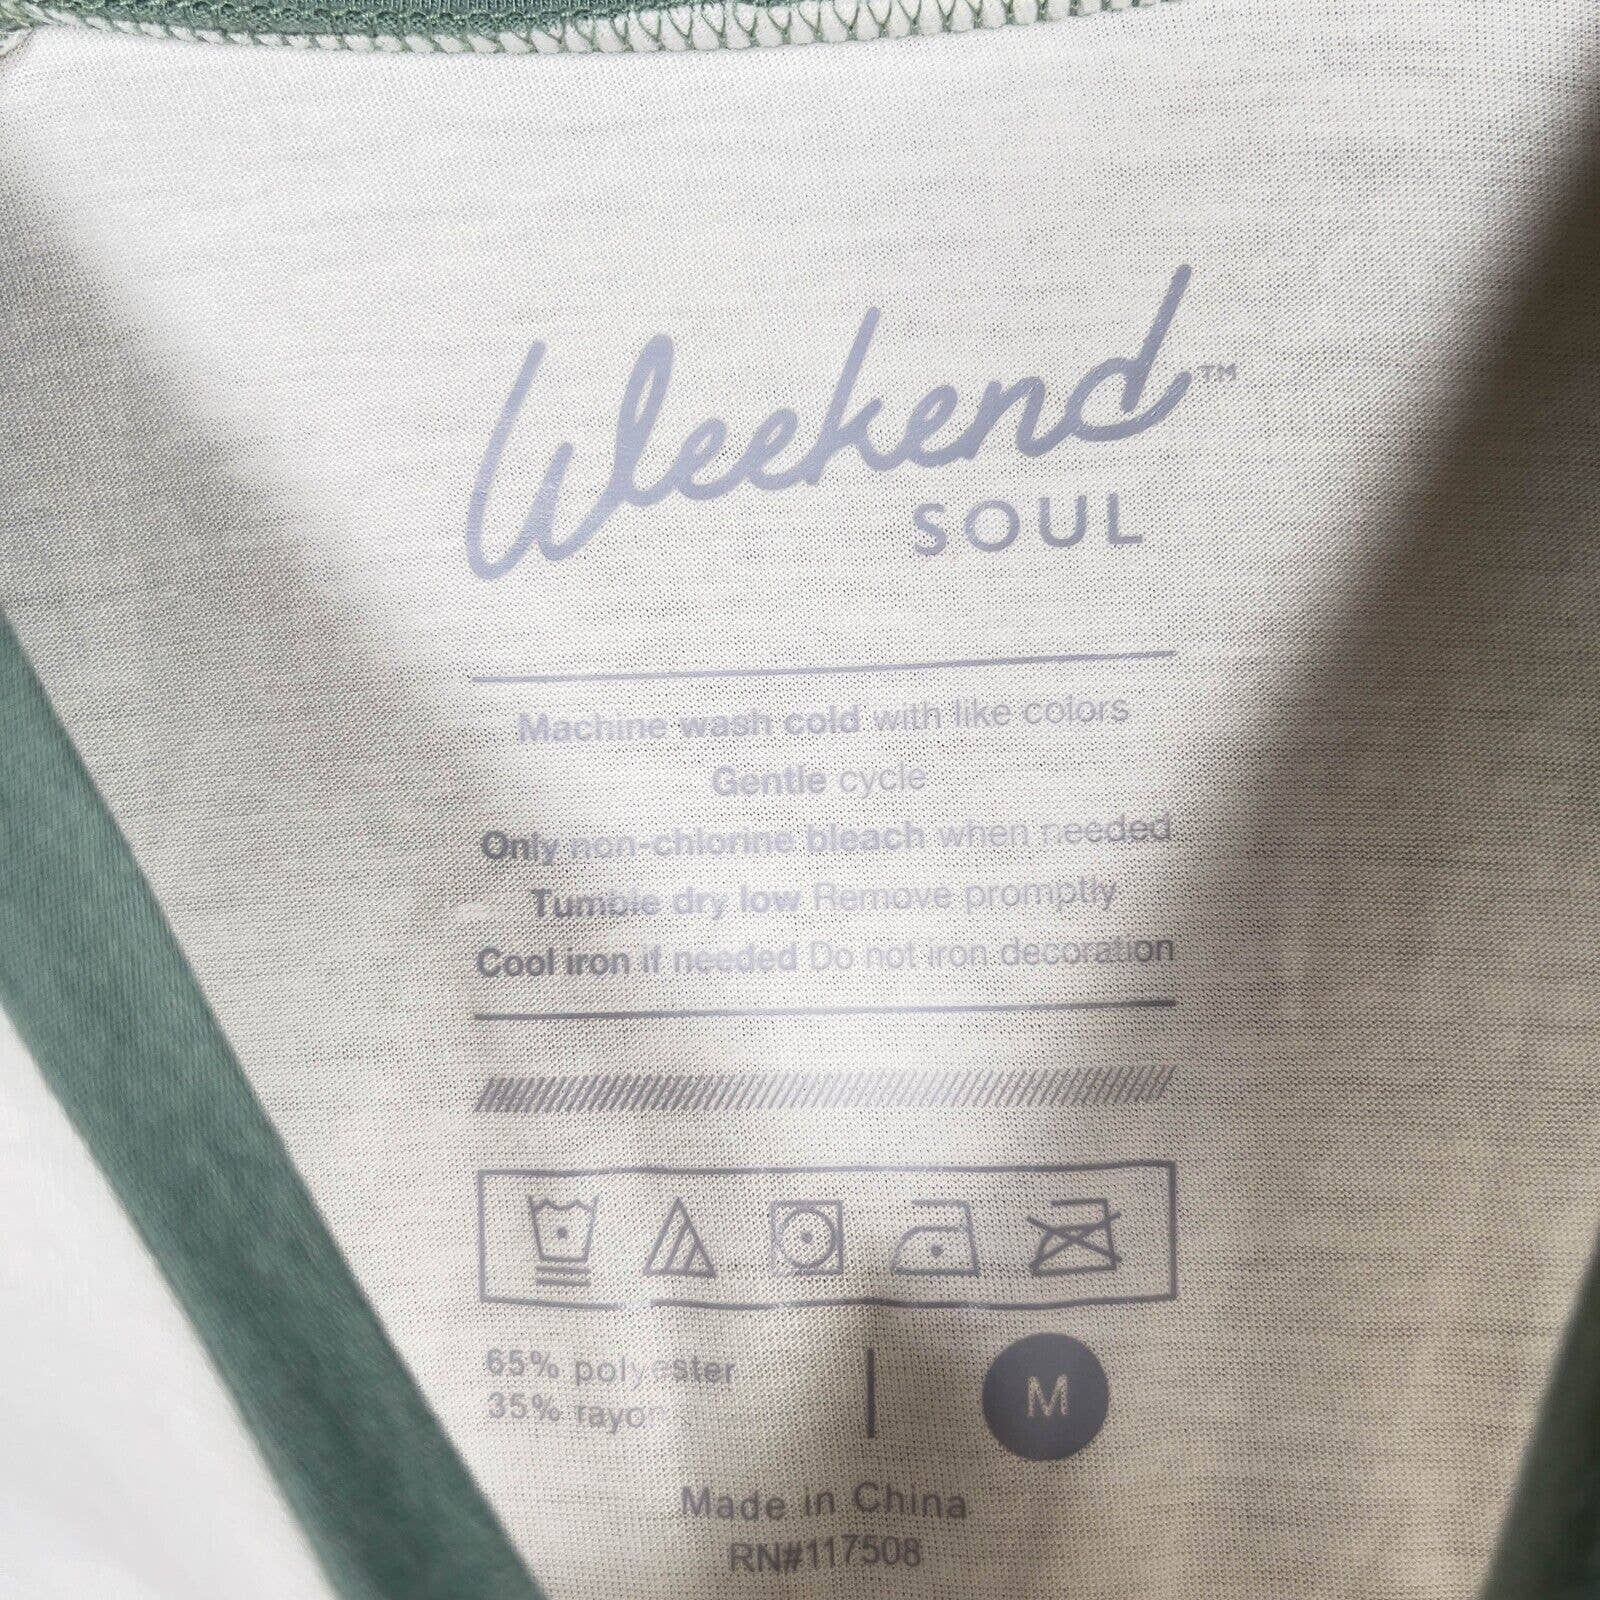 Weekend™
SOUL
Machine wash cold with like colors
Gentle cycle
Only non-chlorine bleach when needed
Tumble dry low Remove promptly
Cool iron if needed Do not iron decoration
65% polyester
35% rayon
M
Made in China
RN#117508